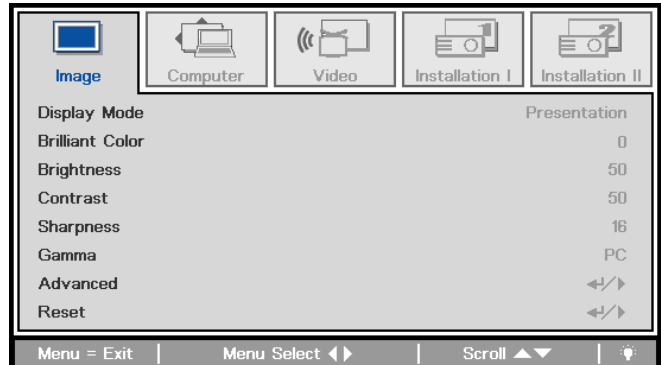 Image Computer Video Installation I Installation II
Display Mode Presentation
Brilliant Color 0
Brightness 50
Contrast 50
Sharpness 16
Gamma PC
Advanced ↵/▶
Reset ↵/▶
Menu = Exit | Menu Select ◀▶ | Scroll ▲▼ |